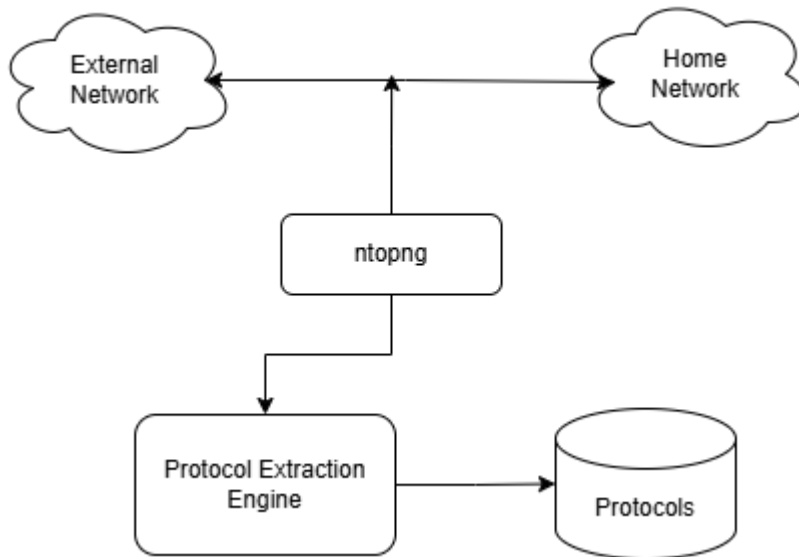 External
Network
Home
Network
ntopng
Protocol Extraction
Engine
Protocols